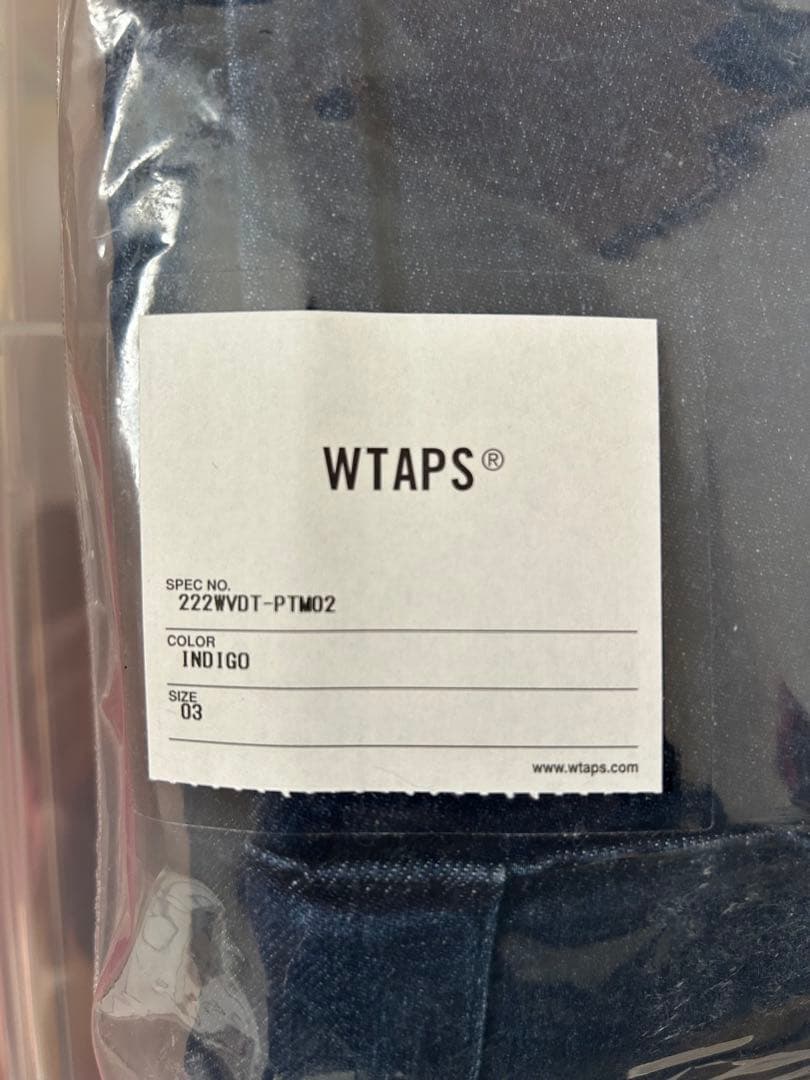 WTAPS®
SPEC NO.
222WVDT-PTM02
COLOR
INDIGO
SIZE
03
www.wtaps.com